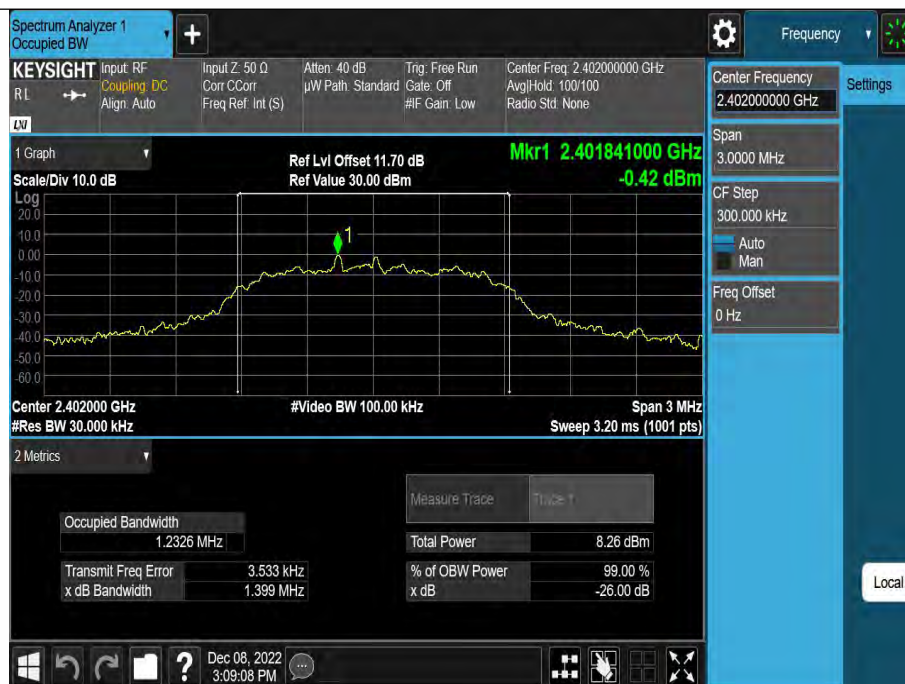 Spectrum Analyzer 1
Occupied BW
Frequency
KEYSIGHT
R L
LXI
Input: RF
Coupling: DC
Align: Auto
Input Z: 50 Ω
Corr CCorr
Freq Ref: Int (S)
Atten: 40 dB
µW Path: Standard
Trig: Free Run
Gate: Off
#IF Gain: Low
Center Freq: 2.402000000 GHz
Avg|Hold: 100/100
Radio Std: None
Center Frequency
2.402000000 GHz
Settings
Span
3.0000 MHz
CF Step
300.000 kHz
Auto
Man
Freq Offset
0 Hz
1 Graph
Scale/Div 10.0 dB
Ref Lvl Offset 11.70 dB
Ref Value 30.00 dBm
Mkr1 2.401841000 GHz
-0.42 dBm
Log
20.0
10.0
0.00
-10.0
-20.0
-30.0
-40.0
-50.0
-60.0
1
Center 2.402000 GHz
#Res BW 30.000 kHz
#Video BW 100.00 kHz
Span 3 MHz
Sweep 3.20 ms (1001 pts)
2 Metrics
Measure Trace
Trace 1
Occupied Bandwidth
1.2326 MHz
Total Power
8.26 dBm
Transmit Freq Error
3.533 kHz
% of OBW Power
99.00 %
x dB Bandwidth
1.399 MHz
x dB
-26.00 dB
Local
Dec 08, 2022
3:09:08 PM